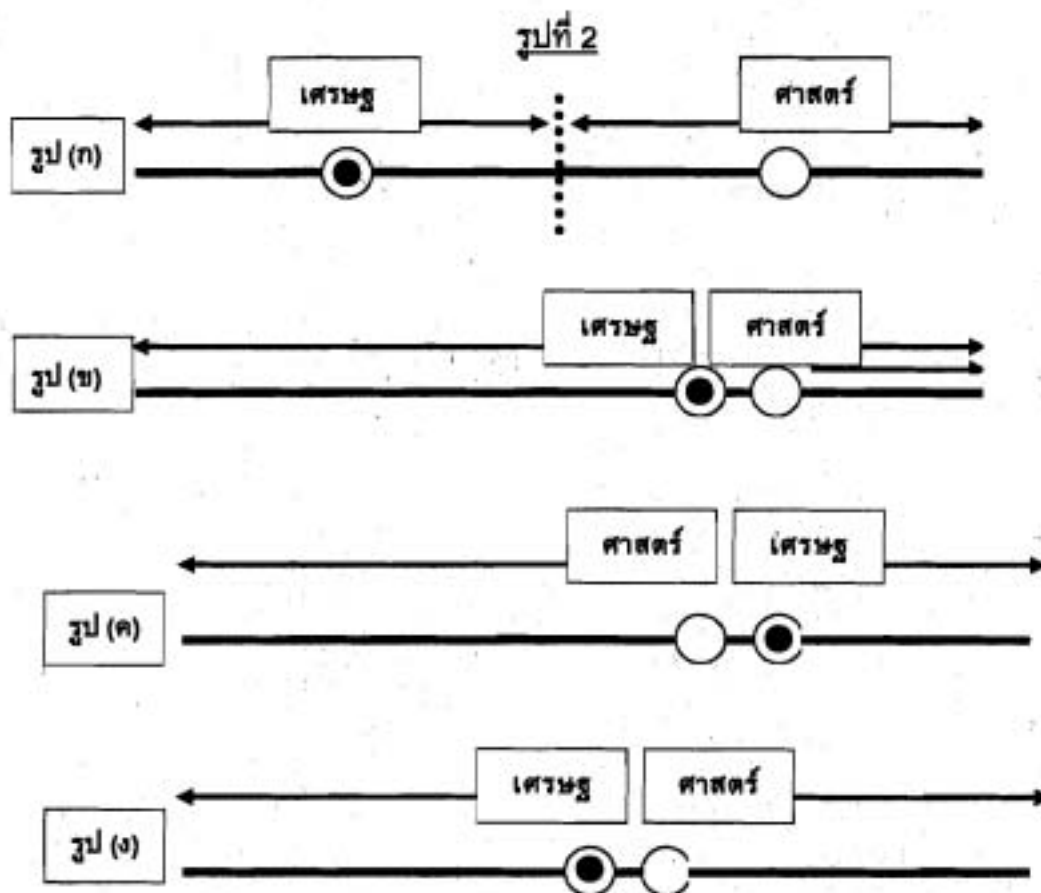 รูปที่ 2
เศรษฐ
ศาสตร์
รูป (ก)
เศรษฐ
ศาสตร์
รูป (ข)
ศาสตร์
เศรษฐ
รูป (ค)
เศรษฐ
ศาสตร์
รูป (ง)